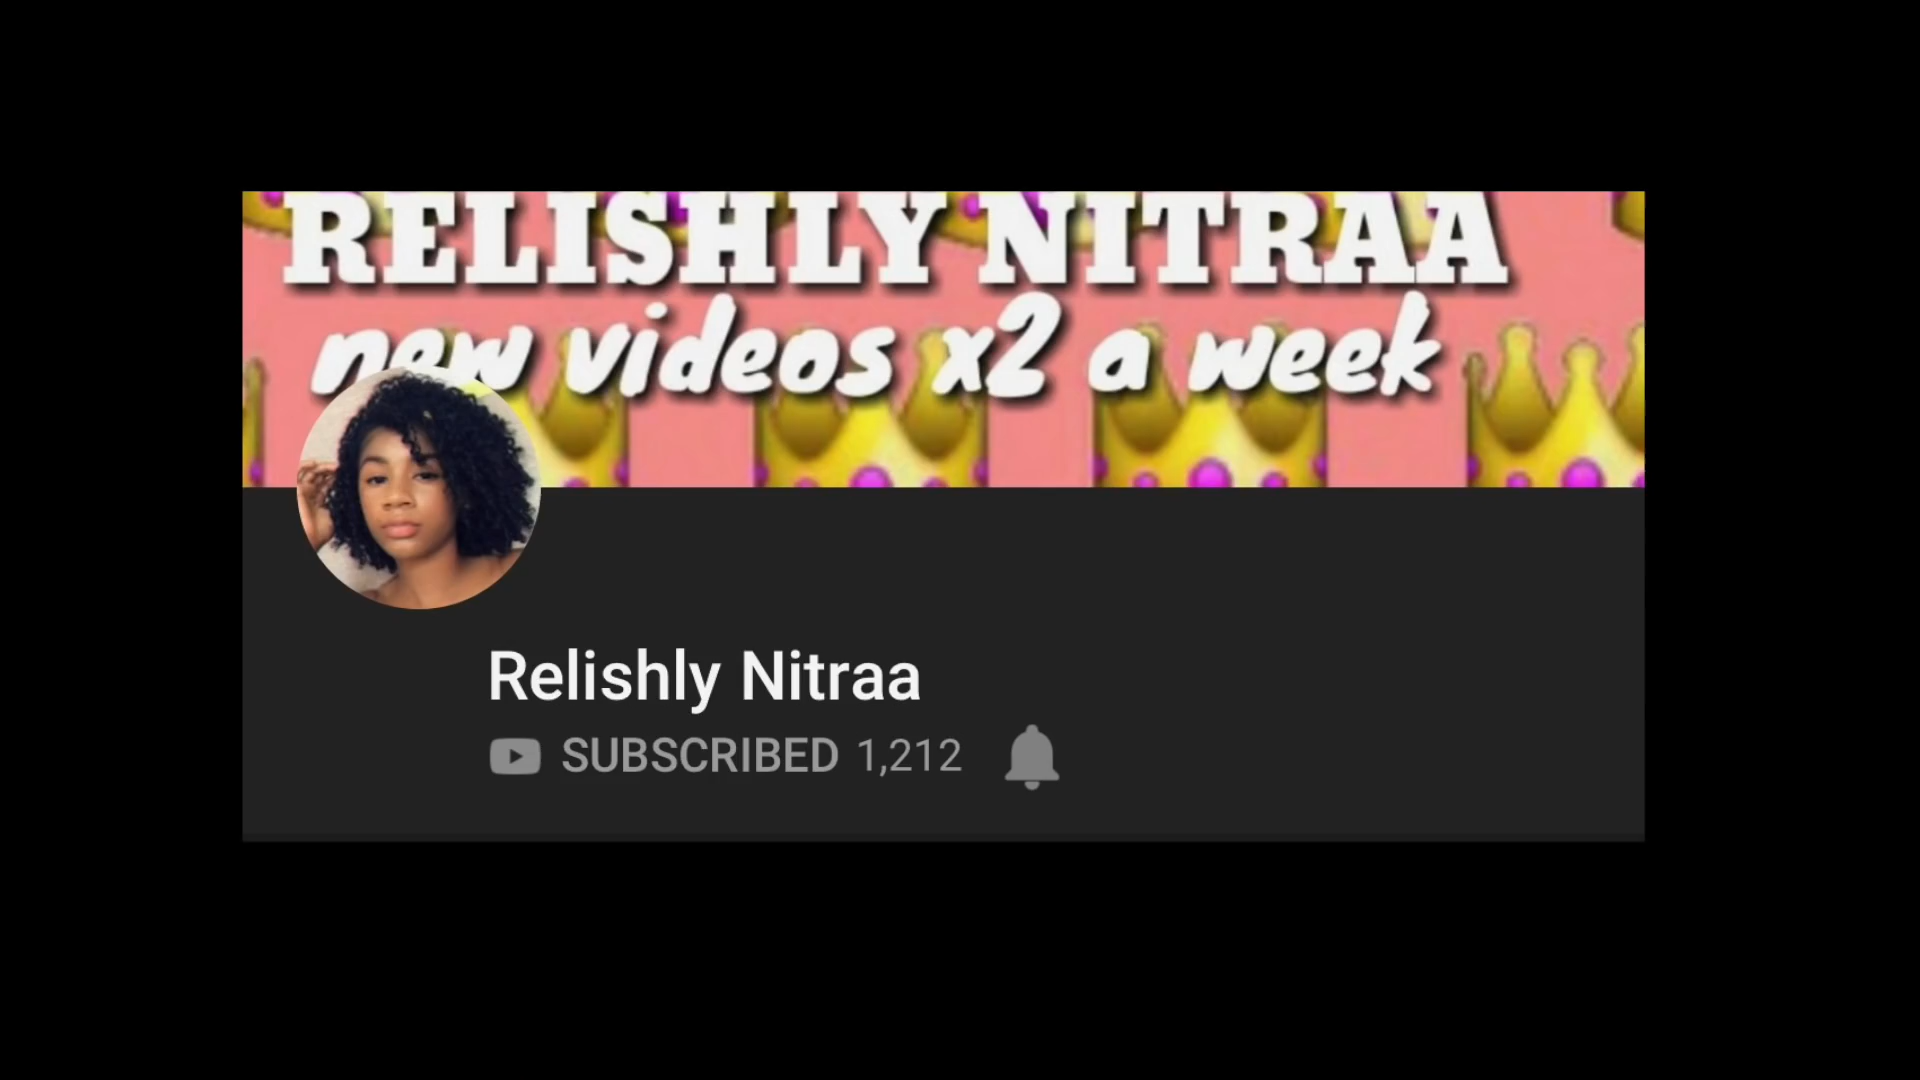 RELISHLY NITRAA
new videos x2 a week
Relishly Nitraa
SUBSCRIBED 1,212